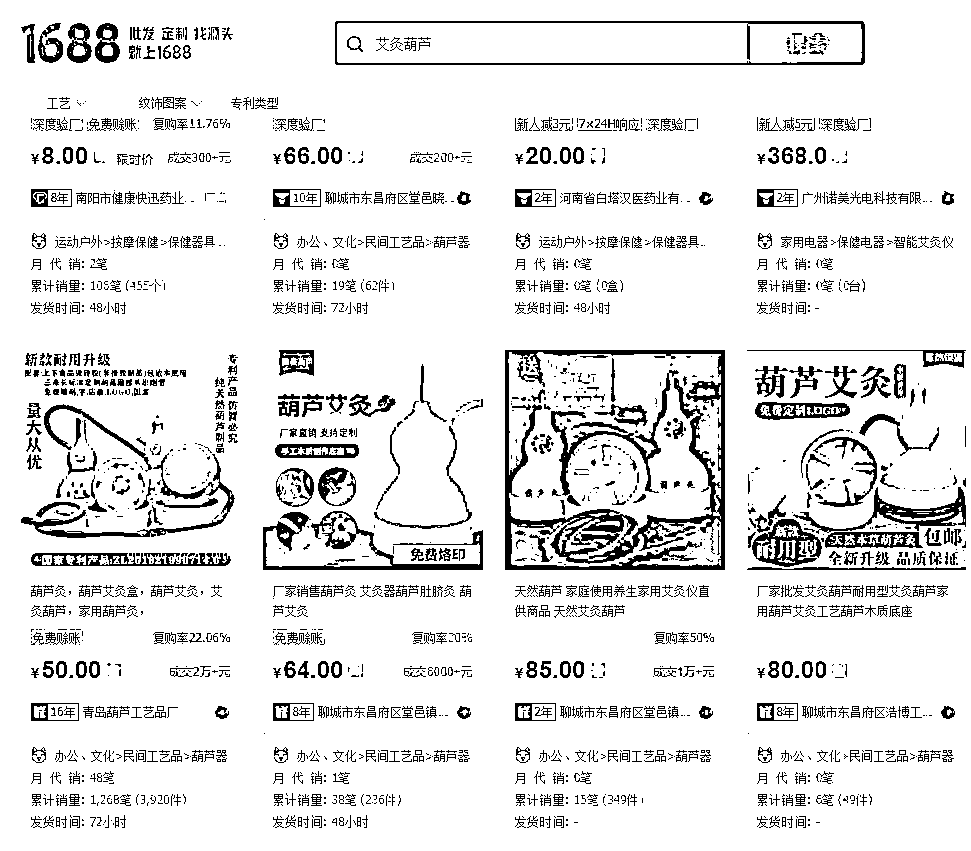 1688 批发 定制 找源头
就上1688
艾灸葫芦
工艺 纹饰图案 专利类型
深度验厂 免费赊账 复购率11.76%
¥8.00 限时价 成交300+元
8年 南阳市健康快迅药业...
运动户外>按摩保健>保健器具...
月 代 销: 2笔
累计销量: 106笔 (455个)
发货时间: 48小时
深度验厂
¥66.00 成交200+元
10年 聊城市东昌府区堂邑晓...
办公、文化>民间工艺品>葫芦器
月 代 销: 0笔
累计销量: 19笔 (62件)
发货时间: 72小时
新人减3元 7x24H响应 深度验厂
¥20.00
2年 河南省白塔汉医药业有...
运动户外>按摩保健>保健器具...
月 代 销: 0笔
累计销量: 0笔 (0盒)
发货时间: 48小时
新人减5元 深度验厂
¥368.0
2年 广州诺美光电科技有限...
家用电器>保健电器>智能艾灸仪
月 代 销: 0笔
累计销量: 0笔 (0台)
发货时间: -
新款耐用升级
量大从优
专利产品 仿冒必究
纯天然葫芦制品
葫芦灸，葫芦艾灸盒，葫芦艾灸，艾
灸葫芦，家用葫芦灸，
免费赊账 复购率22.06%
¥50.00 成交2万+元
16年 青岛葫芦工艺品厂
办公、文化>民间工艺品>葫芦器
月 代 销: 48笔
累计销量: 1,268笔 (3,920件)
发货时间: 72小时
葫芦艾灸
厂家直销 支持定制
免费烙印
厂家销售葫芦灸 艾灸器葫芦肚脐灸 葫
芦艾灸
免费赊账
¥64.00 成交6000+元
8年 聊城市东昌府区堂邑镇...
办公、文化>民间工艺品>葫芦器
月 代 销: 1笔
累计销量: 38笔 (236件)
发货时间: 48小时
葫芦灸
葫芦灸
天然葫芦 家庭使用养生家用艾灸仪直
供商品 天然艾灸葫芦
复购率50%
¥85.00 成交1万+元
2年 聊城市东昌府区堂邑镇...
办公、文化>民间工艺品>葫芦器
月 代 销: 0笔
累计销量: 15笔 (349件)
发货时间: -
葫芦艾灸
免费定制LOGO
耐用型
天然本草葫芦灸 包邮
全新升级 品质保证
厂家批发艾灸葫芦耐用型艾灸葫芦家
用葫芦艾灸工艺葫芦木质底座
¥80.00
8年 聊城市东昌府区浩博工...
办公、文化>民间工艺品>葫芦器
月 代 销: 0笔
累计销量: 6笔 (49件)
发货时间: -